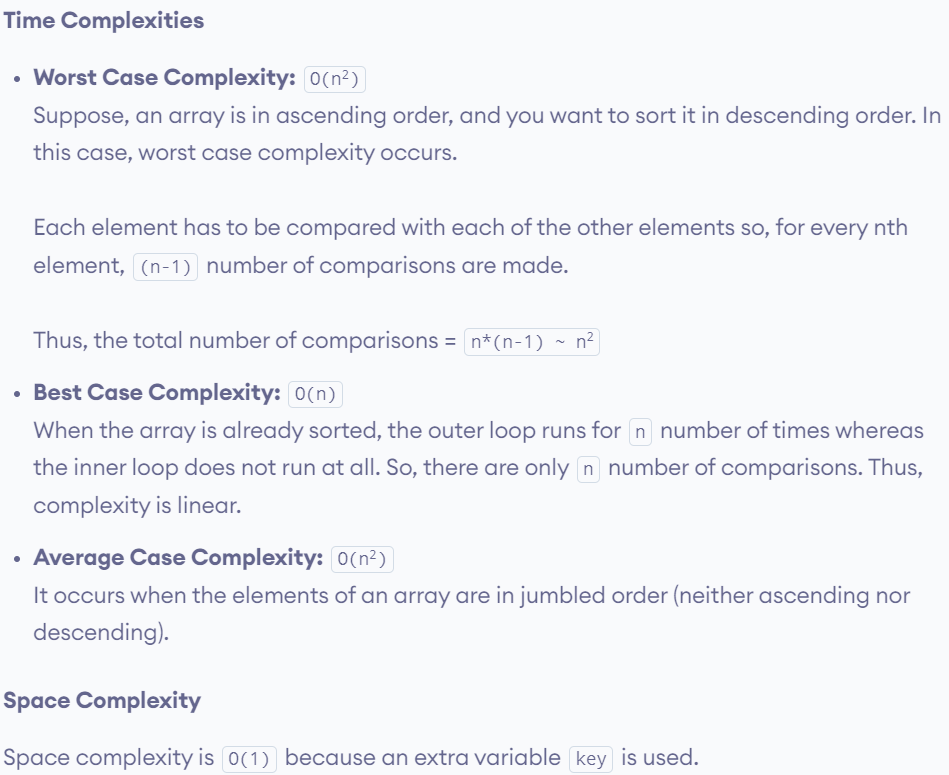 Time Complexities
• Worst Case Complexity: O(n²)
Suppose, an array is in ascending order, and you want to sort it in descending order. In
this case, worst case complexity occurs.
Each element has to be compared with each of the other elements so, for every nth
element, (n-1) number of comparisons are made.
Thus, the total number of comparisons = n*(n-1) ~ n²
• Best Case Complexity: O(n)
When the array is already sorted, the outer loop runs for n number of times whereas
the inner loop does not run at all. So, there are only n number of comparisons. Thus,
complexity is linear.
• Average Case Complexity: O(n²)
It occurs when the elements of an array are in jumbled order (neither ascending nor
descending).
Space Complexity
Space complexity is O(1) because an extra variable key is used.